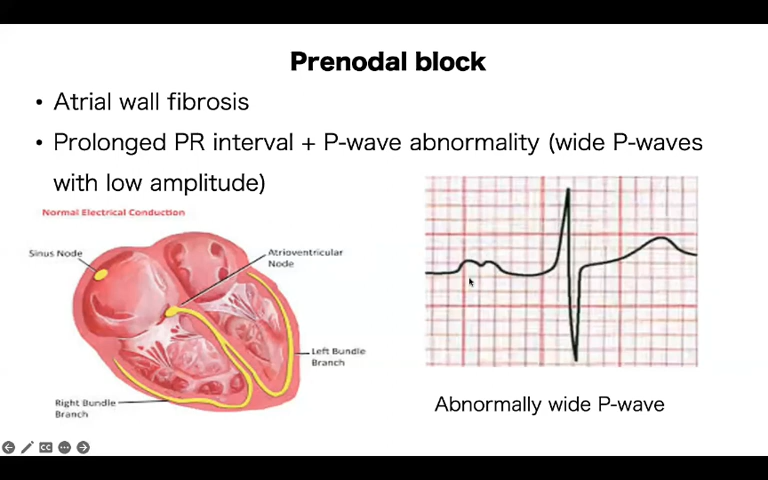 Prenodal block
• Atrial wall fibrosis
• Prolonged PR interval + P-wave abnormality (wide P-waves
with low amplitude)
Normal Electrical Conduction
Sinus Node
Atrioventricular
Node
Left Bundle
Branch
Right Bundle
Branch
Abnormally wide P-wave
CC